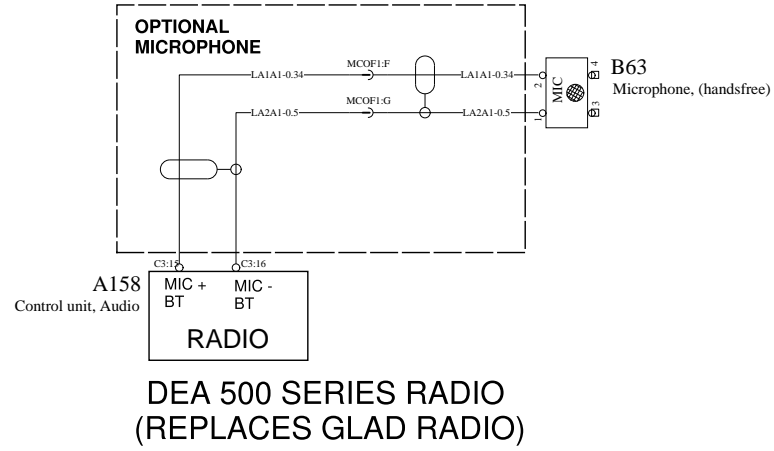 OPTIONAL
MICROPHONE
MCOF1:F
LA1A1-0.34
LA1A1-0.34
MCOF1:G
LA2A1-0.5
LA2A1-0.5
2
1
MIC
4
3
B63
Microphone, (handsfree)
C3:15
C3:16
A158
Control unit, Audio
MIC + MIC -
BT BT
RADIO
DEA 500 SERIES RADIO
(REPLACES GLAD RADIO)